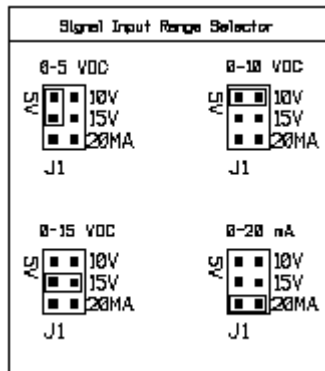 Signal Input Range Selector
0-5 VDC
5V
10V
15V
20MA
J1
0-10 VDC
5V
10V
15V
20MA
J1
0-15 VDC
5V
10V
15V
20MA
J1
0-20 mA
5V
10V
15V
20MA
J1